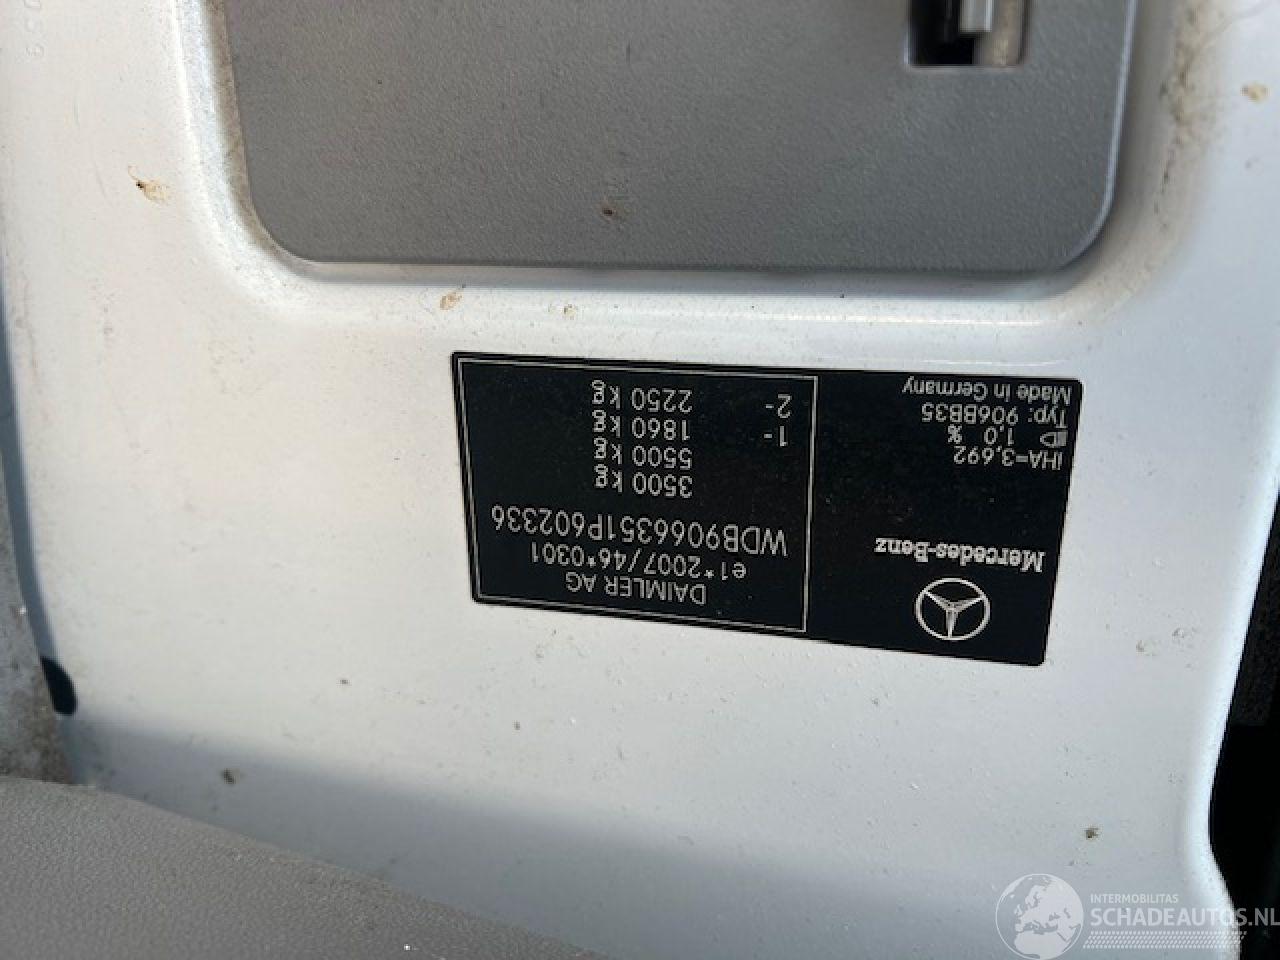 Mercedes-Benz
iHA=3,692
1,0 %
Typ: 906BB35
Made in Germany
DAIMLER AG
e1*2007/46*0301
WDB9066351P602336
3500 kg
5500 kg
1- 1860 kg
2- 2250 kg
INTERMOBILITAS
SCHADEAUTOS.NL